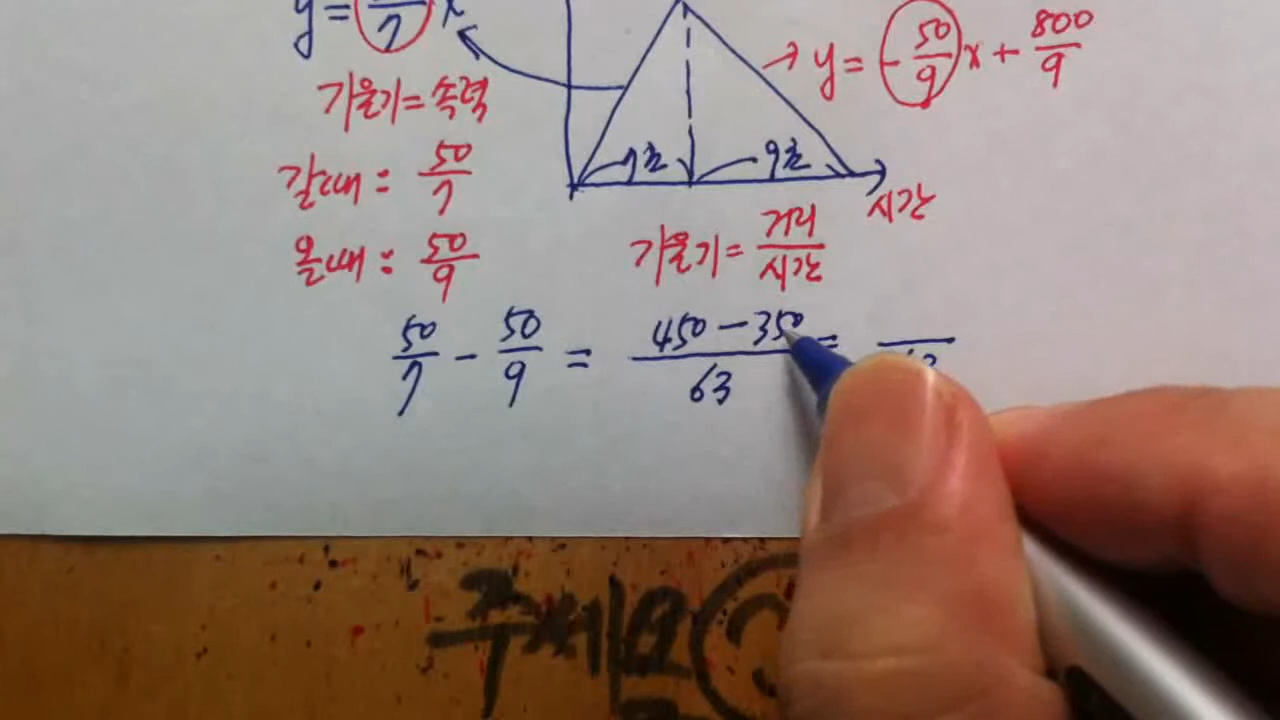 y = 7 x
y = -50/9 x + 800/9
기울기 = 속력
7초 9초
갈때 : 50/7
시간
올때 : 50/9
기울기 = 거리/시간
50/7 - 50/9 = 450-350/63 =